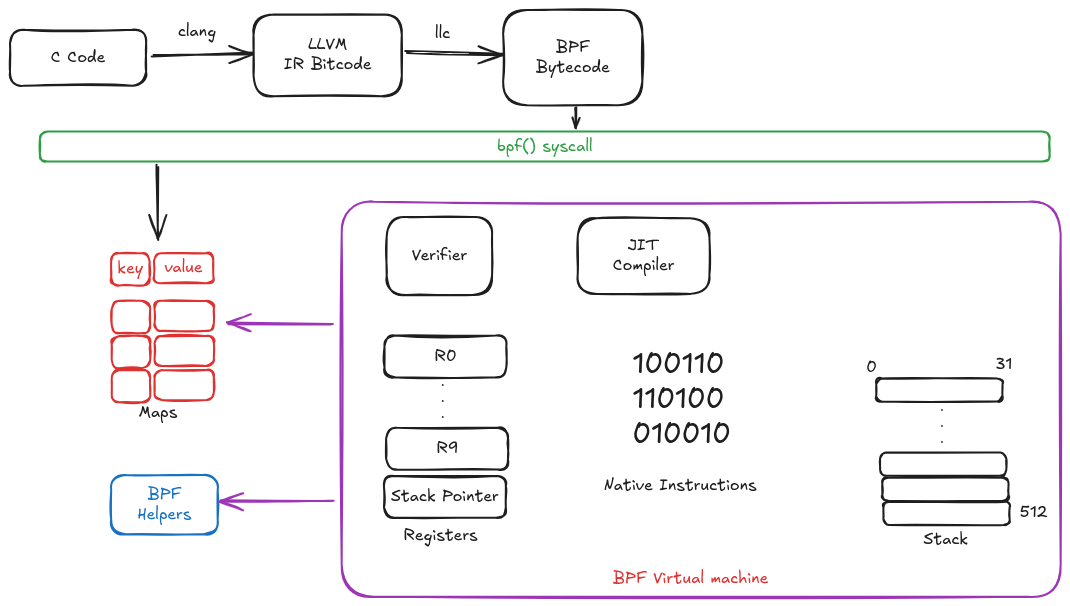 C Code
clang
LLVM
IR Bitcode
llc
BPF
Bytecode
bpf() syscall
key
value
Maps
BPF
Helpers
Verifier
JIT
Compiler
R0
.
.
.
R9
Stack Pointer
Registers
100110
110100
010010
Native Instructions
0
31
.
.
.
512
Stack
BPF Virtual machine